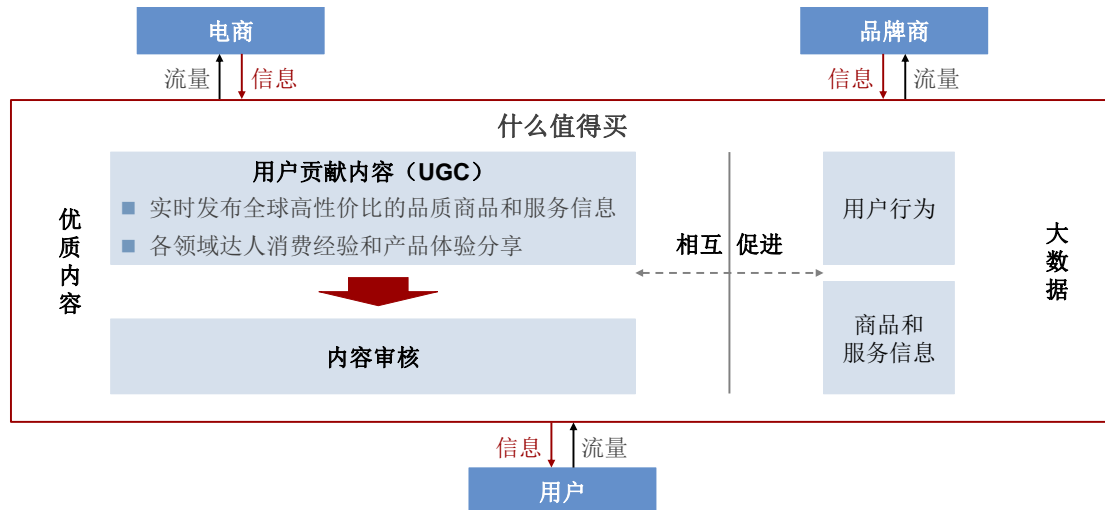 电商
品牌商
流量
信息
信息
流量
什么值得买
优质内容
用户贡献内容（UGC）
实时发布全球高性价比的品质商品和服务信息
各领域达人消费经验和产品体验分享
内容审核
相互
促进
用户行为
商品和
服务信息
大数据
信息
流量
用户